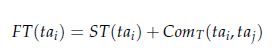 FT(ta_i) = ST(ta_i) + Com_T(ta_i, ta_j)